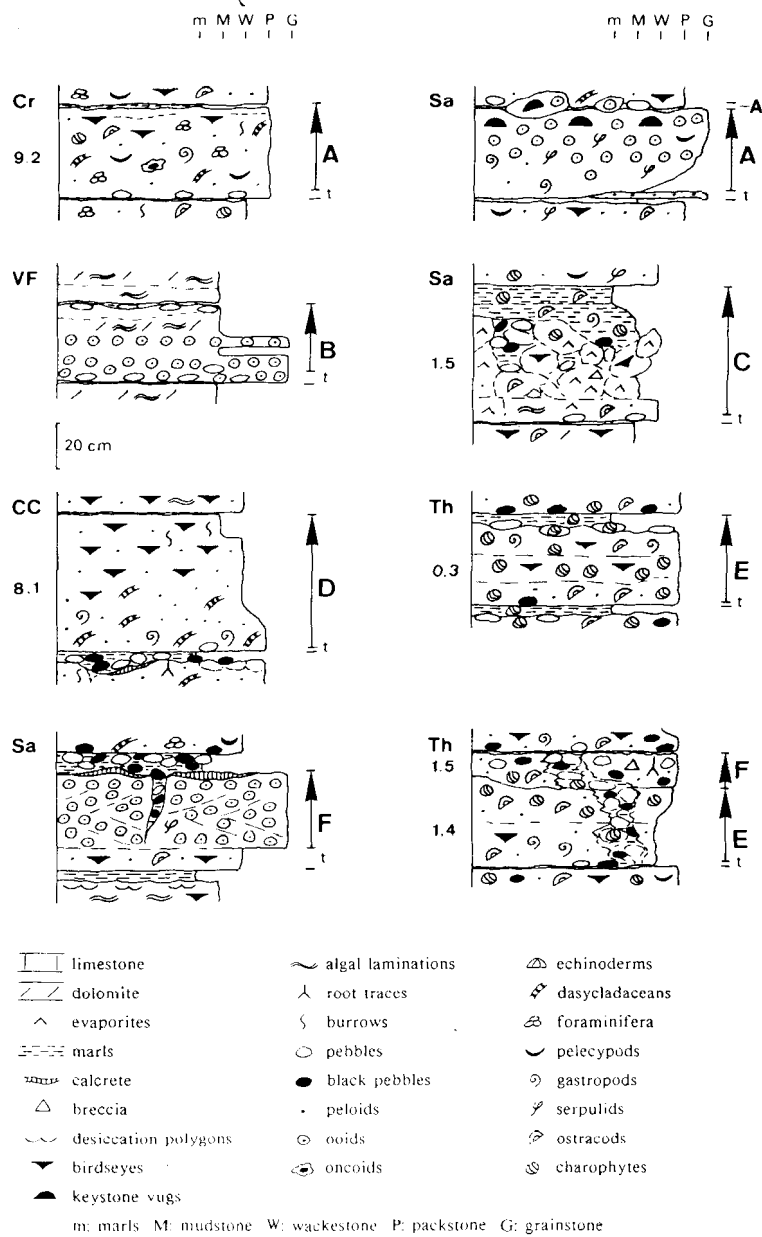 m M W P G
m M W P G
Cr
9.2
A
t
Sa
A
A
t
VF
B
t
20 cm
Sa
1.5
C
t
CC
8.1
D
t
Th
0.3
E
t
Sa
F
t
Th
1.5
F
1.4
E
t
limestone
dolomite
evaporites
marls
calcrete
breccia
desiccation polygons
birdseyes
keystone vugs
algal laminations
root traces
burrows
pebbles
black pebbles
peloids
ooids
oncoids
echinoderms
dasycladaceans
foraminifera
pelecypods
gastropods
serpulids
ostracods
charophytes
m: marls M: mudstone W: wackestone P: packstone G: grainstone